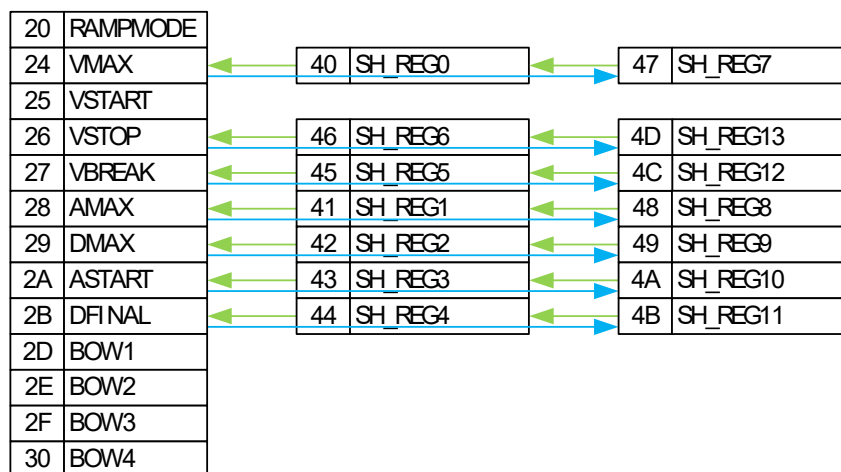 20 RAMPMODE
24 VMAX 40 SH_REG0 47 SH_REG7
25 VSTART
26 VSTOP 46 SH_REG6 4D SH_REG13
27 VBREAK 45 SH_REG5 4C SH_REG12
28 AMAX 41 SH_REG1 48 SH_REG8
29 DMAX 42 SH_REG2 49 SH_REG9
2A ASTART 43 SH_REG3 4A SH_REG10
2B DFINAL 44 SH_REG4 4B SH_REG11
2D BOW1
2E BOW2
2F BOW3
30 BOW4